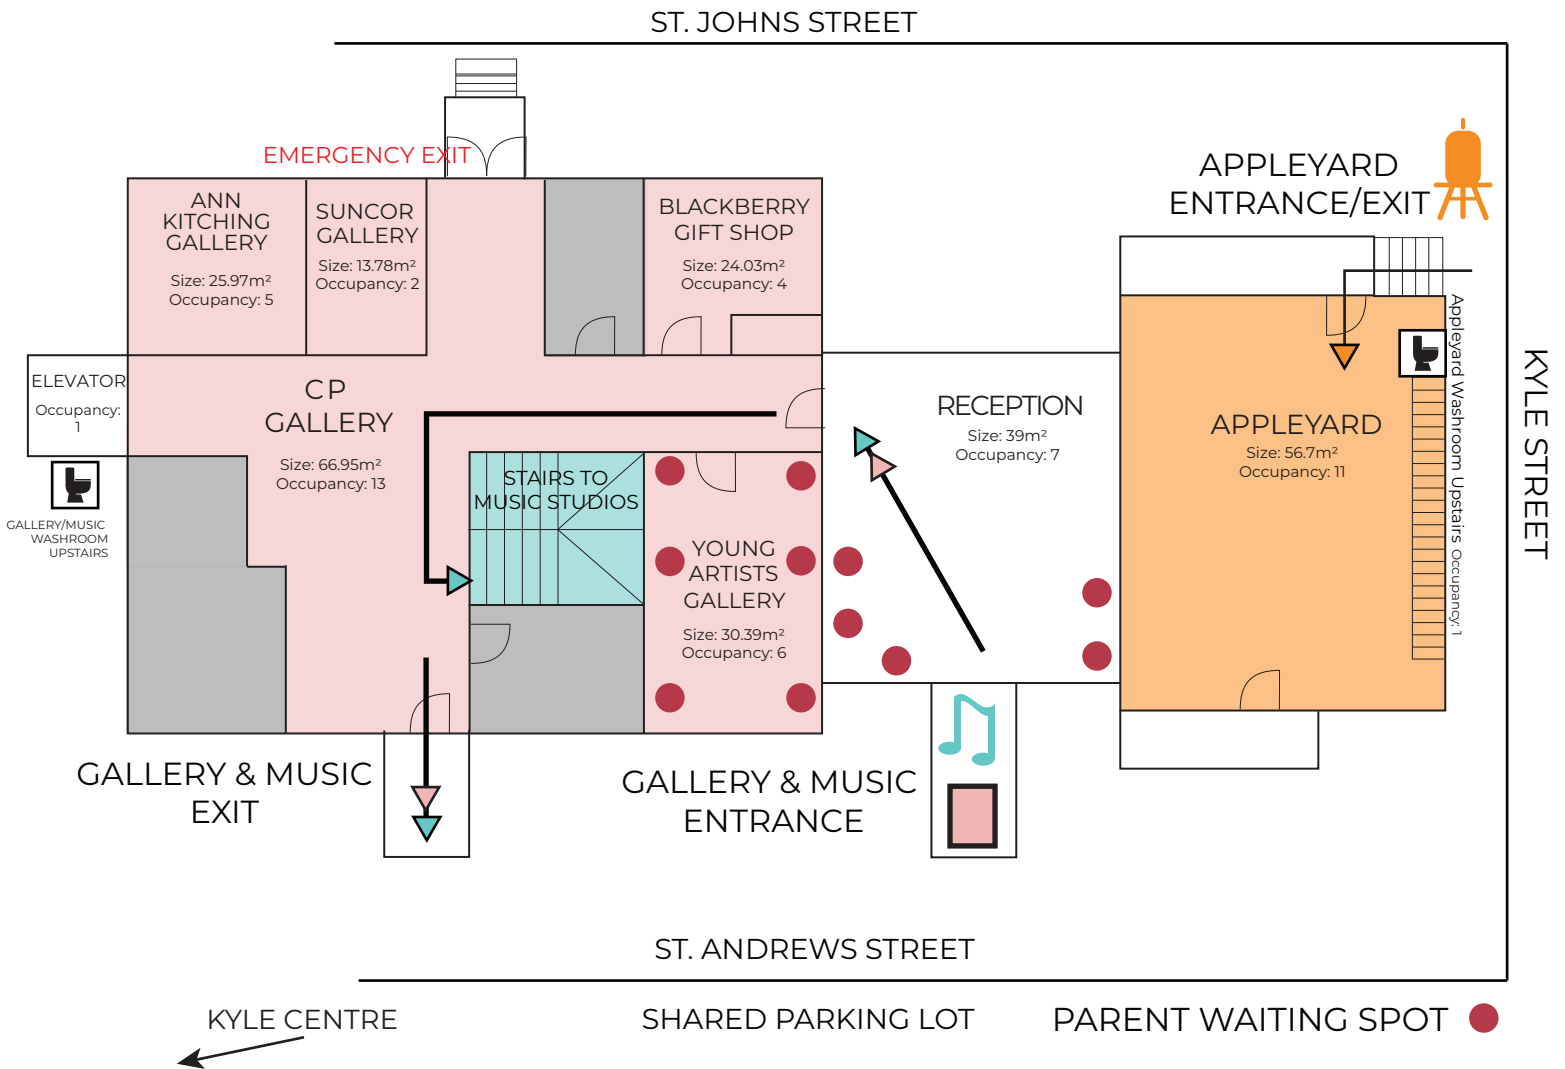 ST. JOHNS STREET
EMERGENCY EXIT
APPLEYARD
ENTRANCE/EXIT
ANN
KITCHING
GALLERY
Size: 25.97m²
Occupancy: 5
SUNCOR
GALLERY
Size: 13.78m²
Occupancy: 2
BLACKBERRY
GIFT SHOP
Size: 24.03m²
Occupancy: 4
ELEVATOR
Occupancy:
1
CP
GALLERY
Size: 66.95m²
Occupancy: 13
RECEPTION
Size: 39m²
Occupancy: 7
APPLEYARD
Size: 56.7m²
Occupancy: 11
Appleyard Washroom Upstairs Occupancy: 1
KYLE STREET
GALLERY/MUSIC
WASHROOM
UPSTAIRS
STAIRS TO
MUSIC STUDIOS
YOUNG
ARTISTS
GALLERY
Size: 30.39m²
Occupancy: 6
GALLERY & MUSIC
EXIT
GALLERY & MUSIC
ENTRANCE
ST. ANDREWS STREET
KYLE CENTRE
SHARED PARKING LOT
PARENT WAITING SPOT